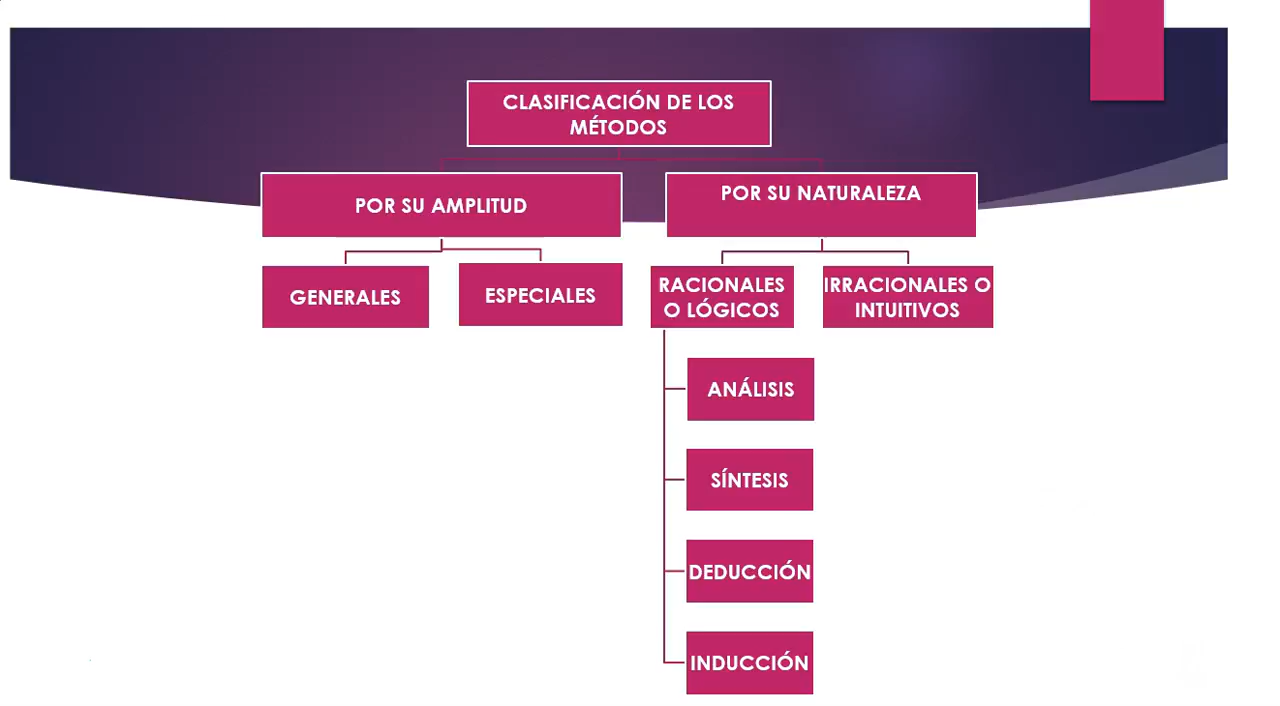 CLASIFICACIÓN DE LOS
MÉTODOS
POR SU AMPLITUD
POR SU NATURALEZA
GENERALES
ESPECIALES
RACIONALES
O LÓGICOS
IRRACIONALES O
INTUITIVOS
ANÁLISIS
SÍNTESIS
DEDUCCIÓN
INDUCCIÓN